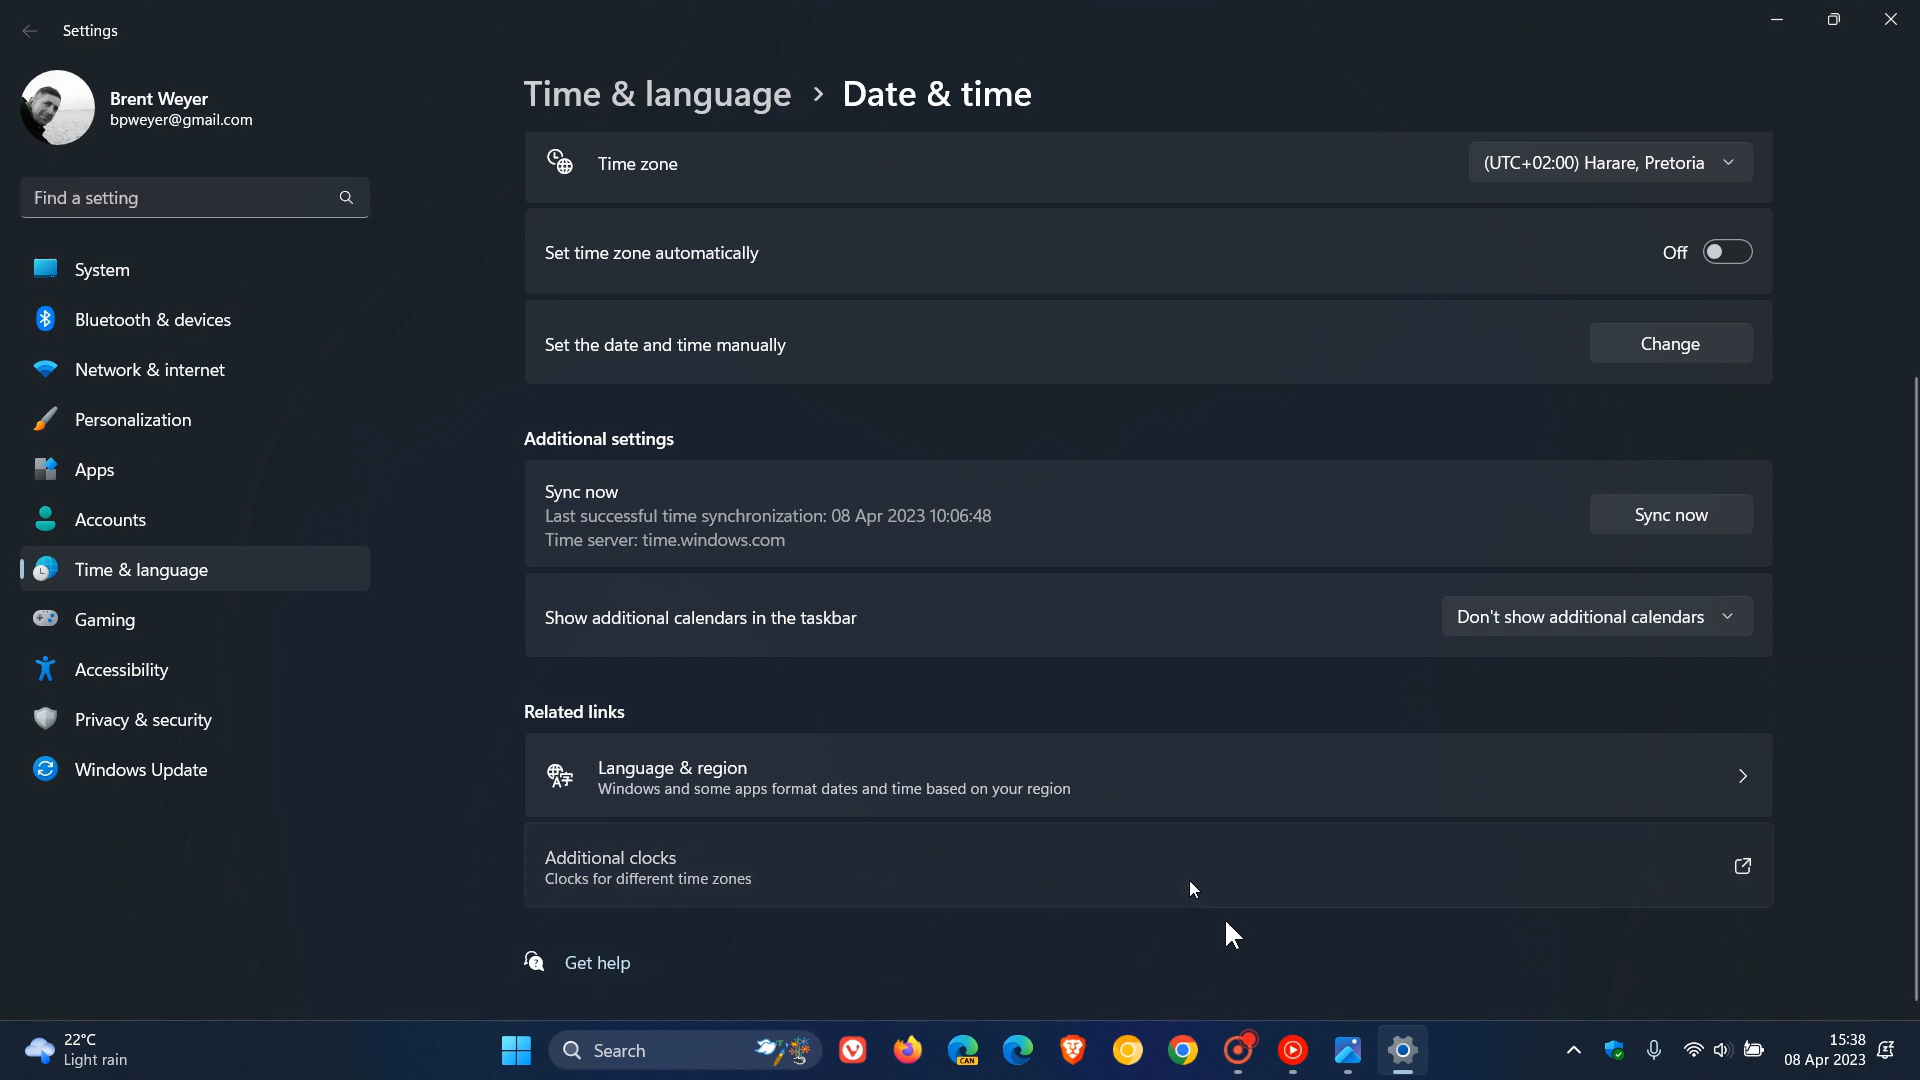 Settings
Brent Weyer
bpweyer@gmail.com
Find a setting
System
Bluetooth & devices
Network & internet
Personalization
Apps
Accounts
Time & language
Gaming
Accessibility
Privacy & security
Windows Update
Time & language > Date & time
Time zone
(UTC+02:00) Harare, Pretoria
Set time zone automatically
Off
Set the date and time manually
Change
Additional settings
Sync now
Last successful time synchronization: 08 Apr 2023 10:06:48
Time server: time.windows.com
Sync now
Show additional calendars in the taskbar
Don't show additional calendars
Related links
Language & region
Windows and some apps format dates and time based on your region
Additional clocks
Clocks for different time zones
Get help
22°C
Light rain
Search
CAN
15:38
08 Apr 2023